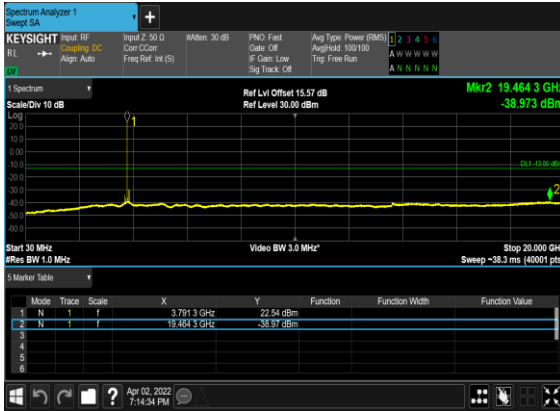 Spectrum Analyzer 1
Swept SA
KEYSIGHT Input: RF Input Z: 50 Ω #Atten: 30 dB PNO: Fast Avg Type: Power (RMS) 1 2 3 4 5 6
RL Coupling: DC Corr CCorr Gate: Off Avg|Hold: 100/100 A W W W W W
Align: Auto Freq Ref: Int (S) IF Gain: Low Trig: Free Run
Sig Track: Off A N N N N N
1 Spectrum Ref Lvl Offset 15.57 dB Mkr2 19.464 3 GHz
Scale/Div 10 dB Ref Level 30.00 dBm -38.973 dBm
Log
20.0 1
10.0
0.00
-10.0 DL1 -13.00 dBm
-20.0
-30.0 2
-40.0
-50.0
-60.0
Start 30 MHz Video BW 3.0 MHz* Stop 20.000 GHz
#Res BW 1.0 MHz Sweep ~38.3 ms (40001 pts)
5 Marker Table
Mode Trace Scale X Y Function Function Width Function Value
1 N 1 f 3.791 3 GHz 22.54 dBm
2 N 1 f 19.464 3 GHz -38.97 dBm
3
4
5
6
? Apr 02, 2022
7:14:34 PM